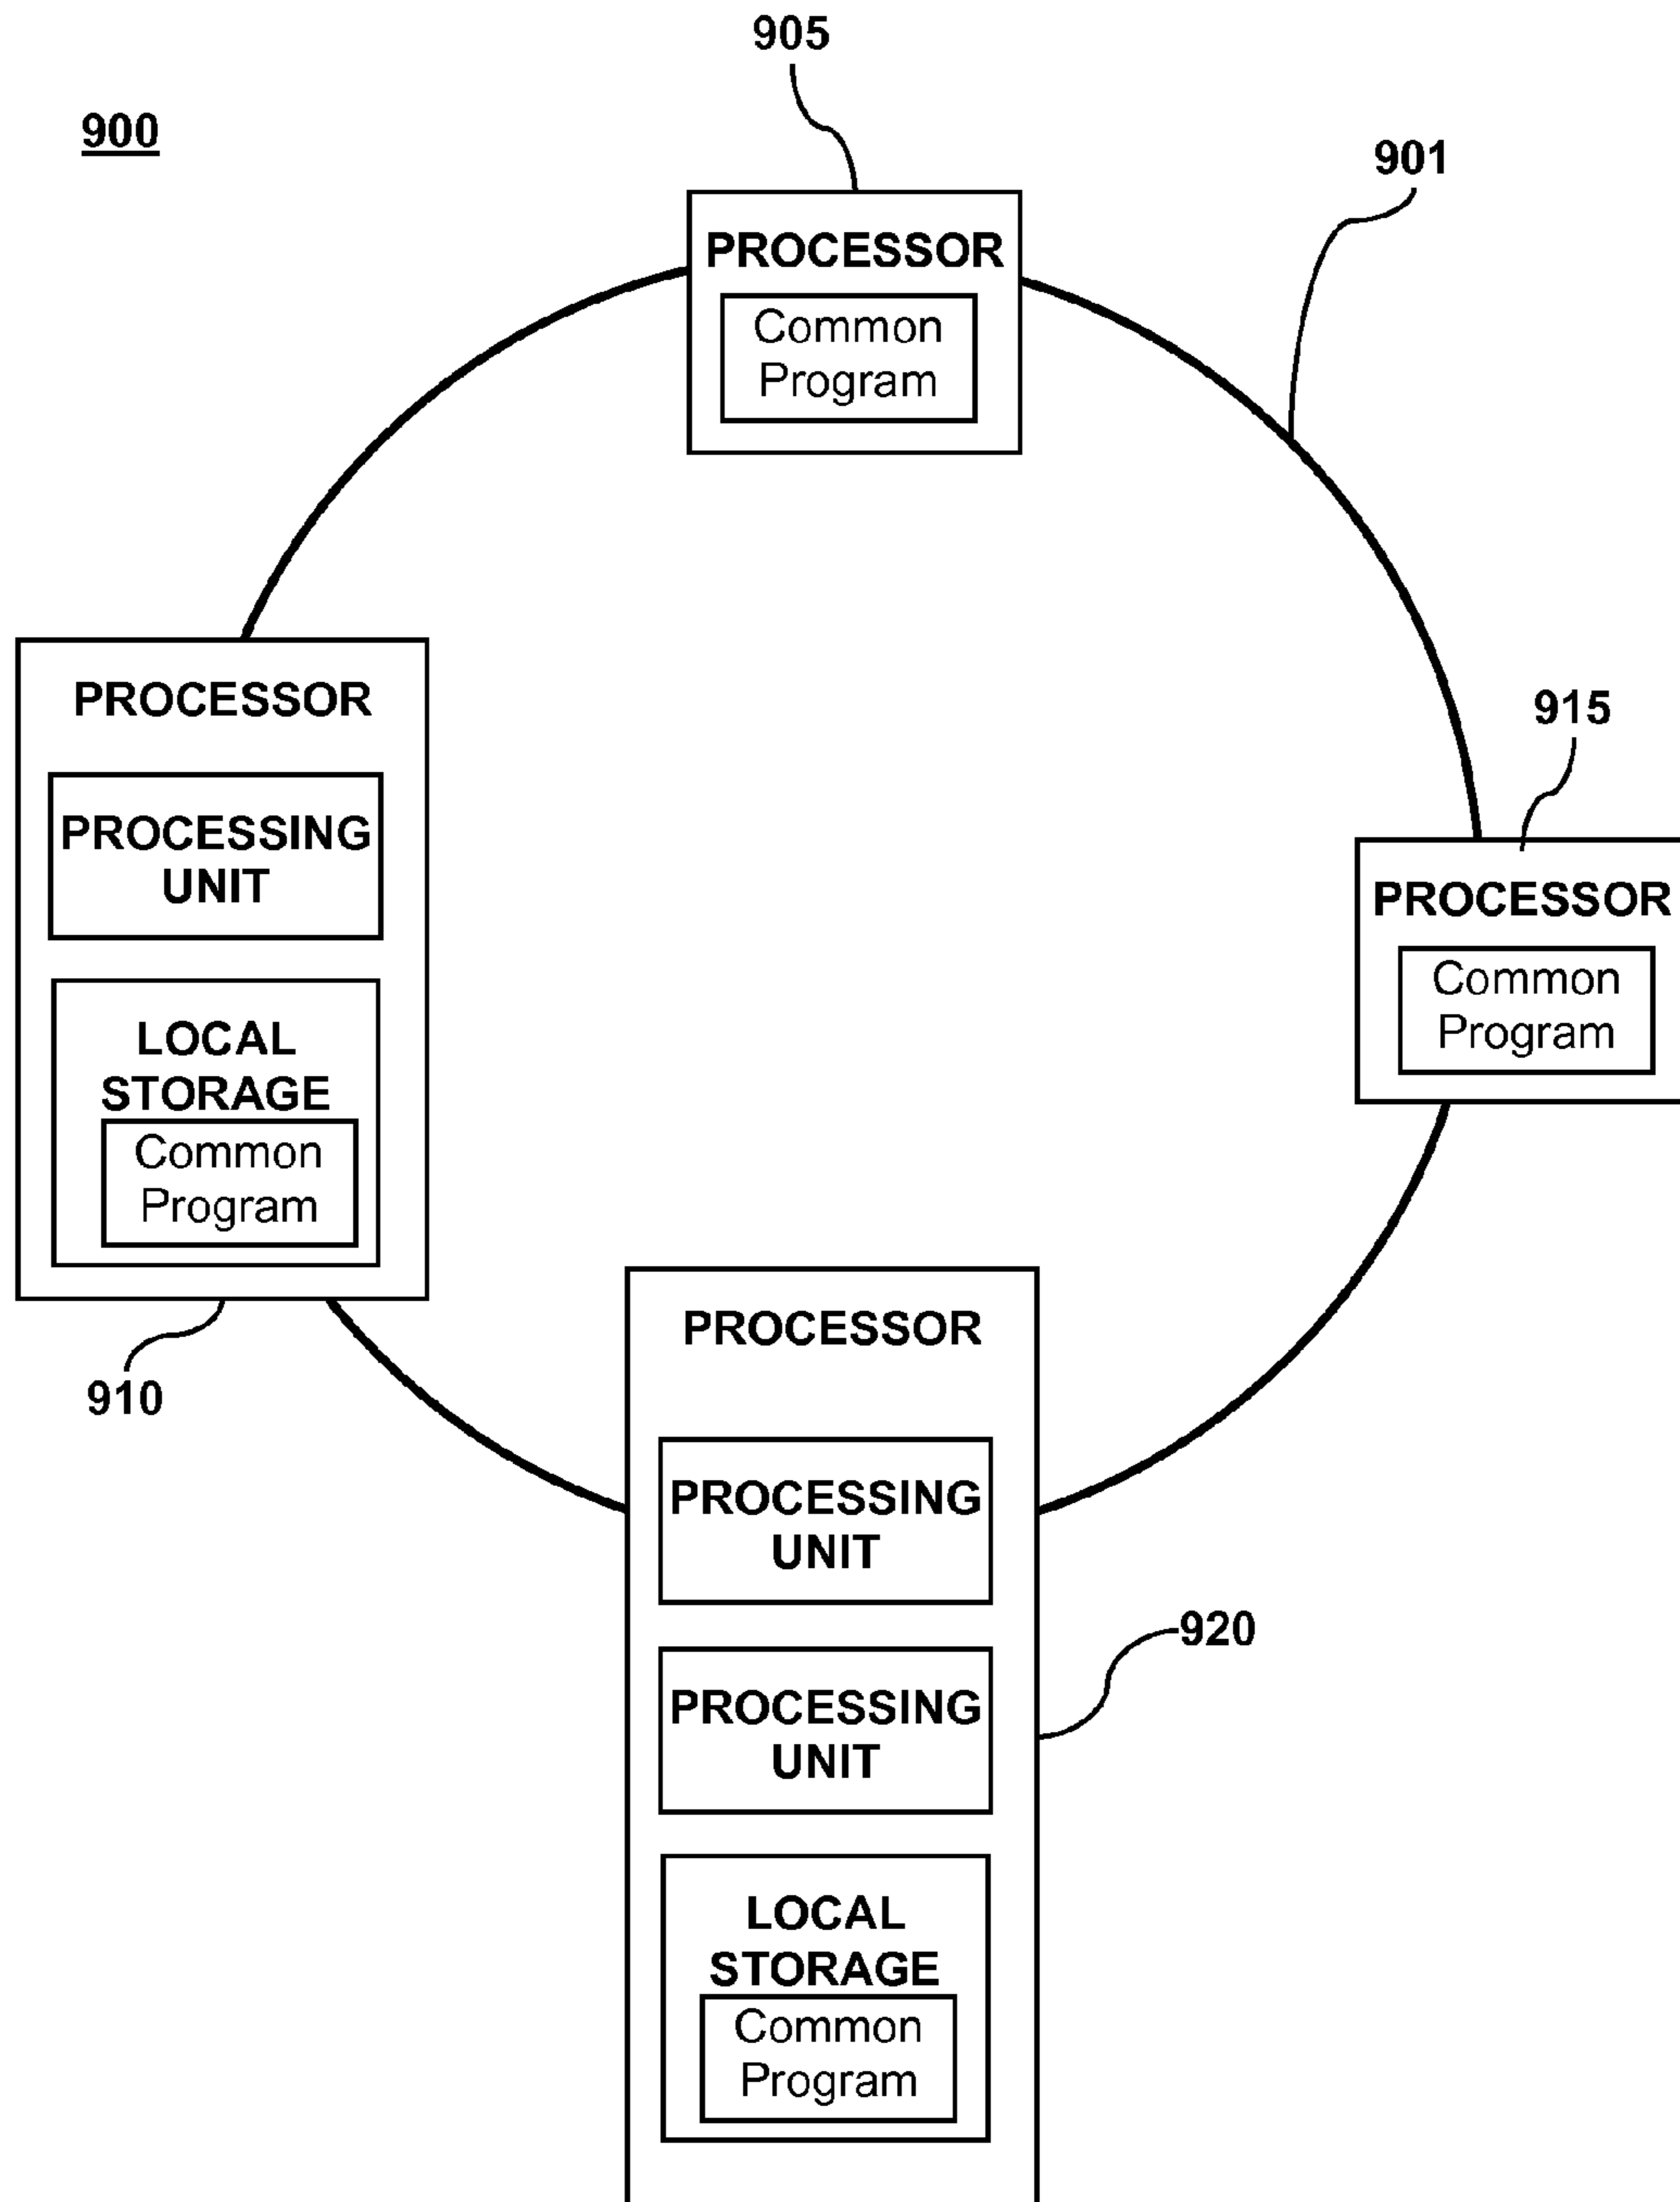 905
900
901
PROCESSOR
Common
Program
PROCESSOR
915
PROCESSING
UNIT
PROCESSOR
Common
Program
LOCAL
STORAGE
Common
Program
910
PROCESSOR
PROCESSING
UNIT
920
PROCESSING
UNIT
LOCAL
STORAGE
Common
Program